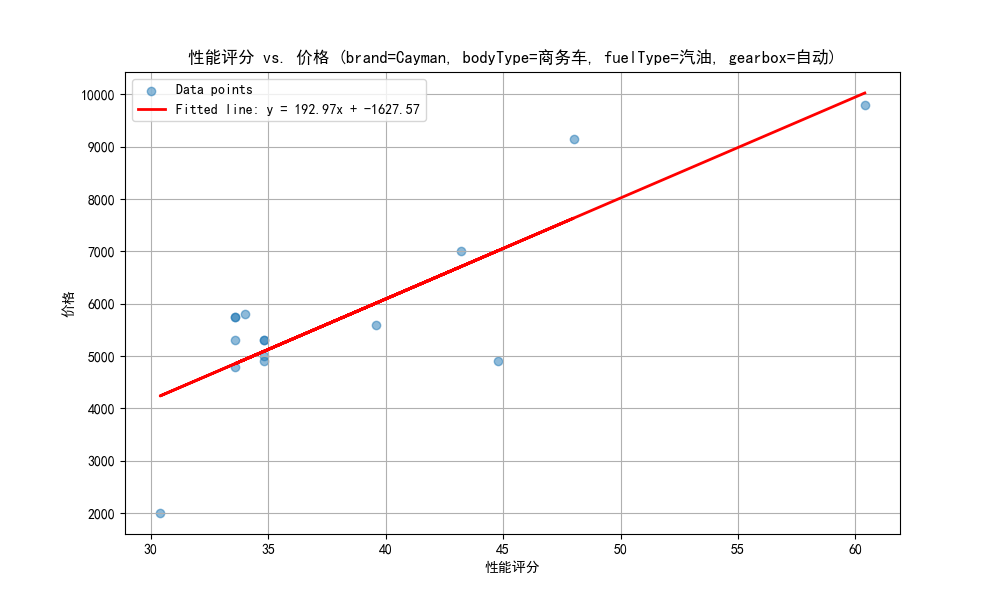 性能评分 vs. 价格 (brand=Cayman, bodyType=商务车, fuelType=汽油, gearbox=自动)
Data points
Fitted line: y = 192.97x + -1627.57
10000
9000
8000
7000
6000
5000
4000
3000
2000
价格
30 35 40 45 50 55 60
性能评分